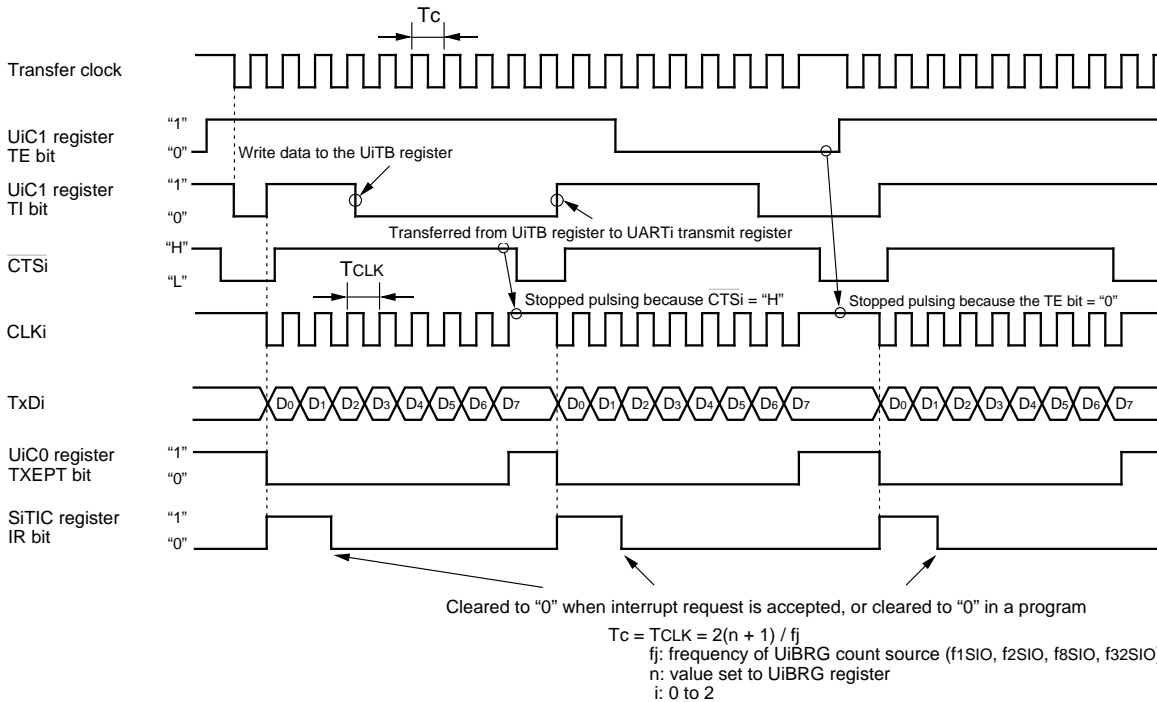 Tc
Transfer clock
UiC1 register
TE bit
“1”
“0”
Write data to the UiTB register
UiC1 register
TI bit
“1”
“0”
Transferred from UiTB register to UARTi transmit register
CTSi
“H”
“L”
TCLK
Stopped pulsing because CTSi = “H”
Stopped pulsing because the TE bit = “0”
CLKi
TxDi
D0 D1 D2 D3 D4 D5 D6 D7 D0 D1 D2 D3 D4 D5 D6 D7 D0 D1 D2 D3 D4 D5 D6 D7
UiC0 register
TXEPT bit
“1”
“0”
SiTIC register
IR bit
“1”
“0”
Cleared to “0” when interrupt request is accepted, or cleared to “0” in a program
Tc = TCLK = 2(n + 1) / fj
fj: frequency of UiBRG count source (f1SIO, f2SIO, f8SIO, f32SIO)
n: value set to UiBRG register
i: 0 to 2